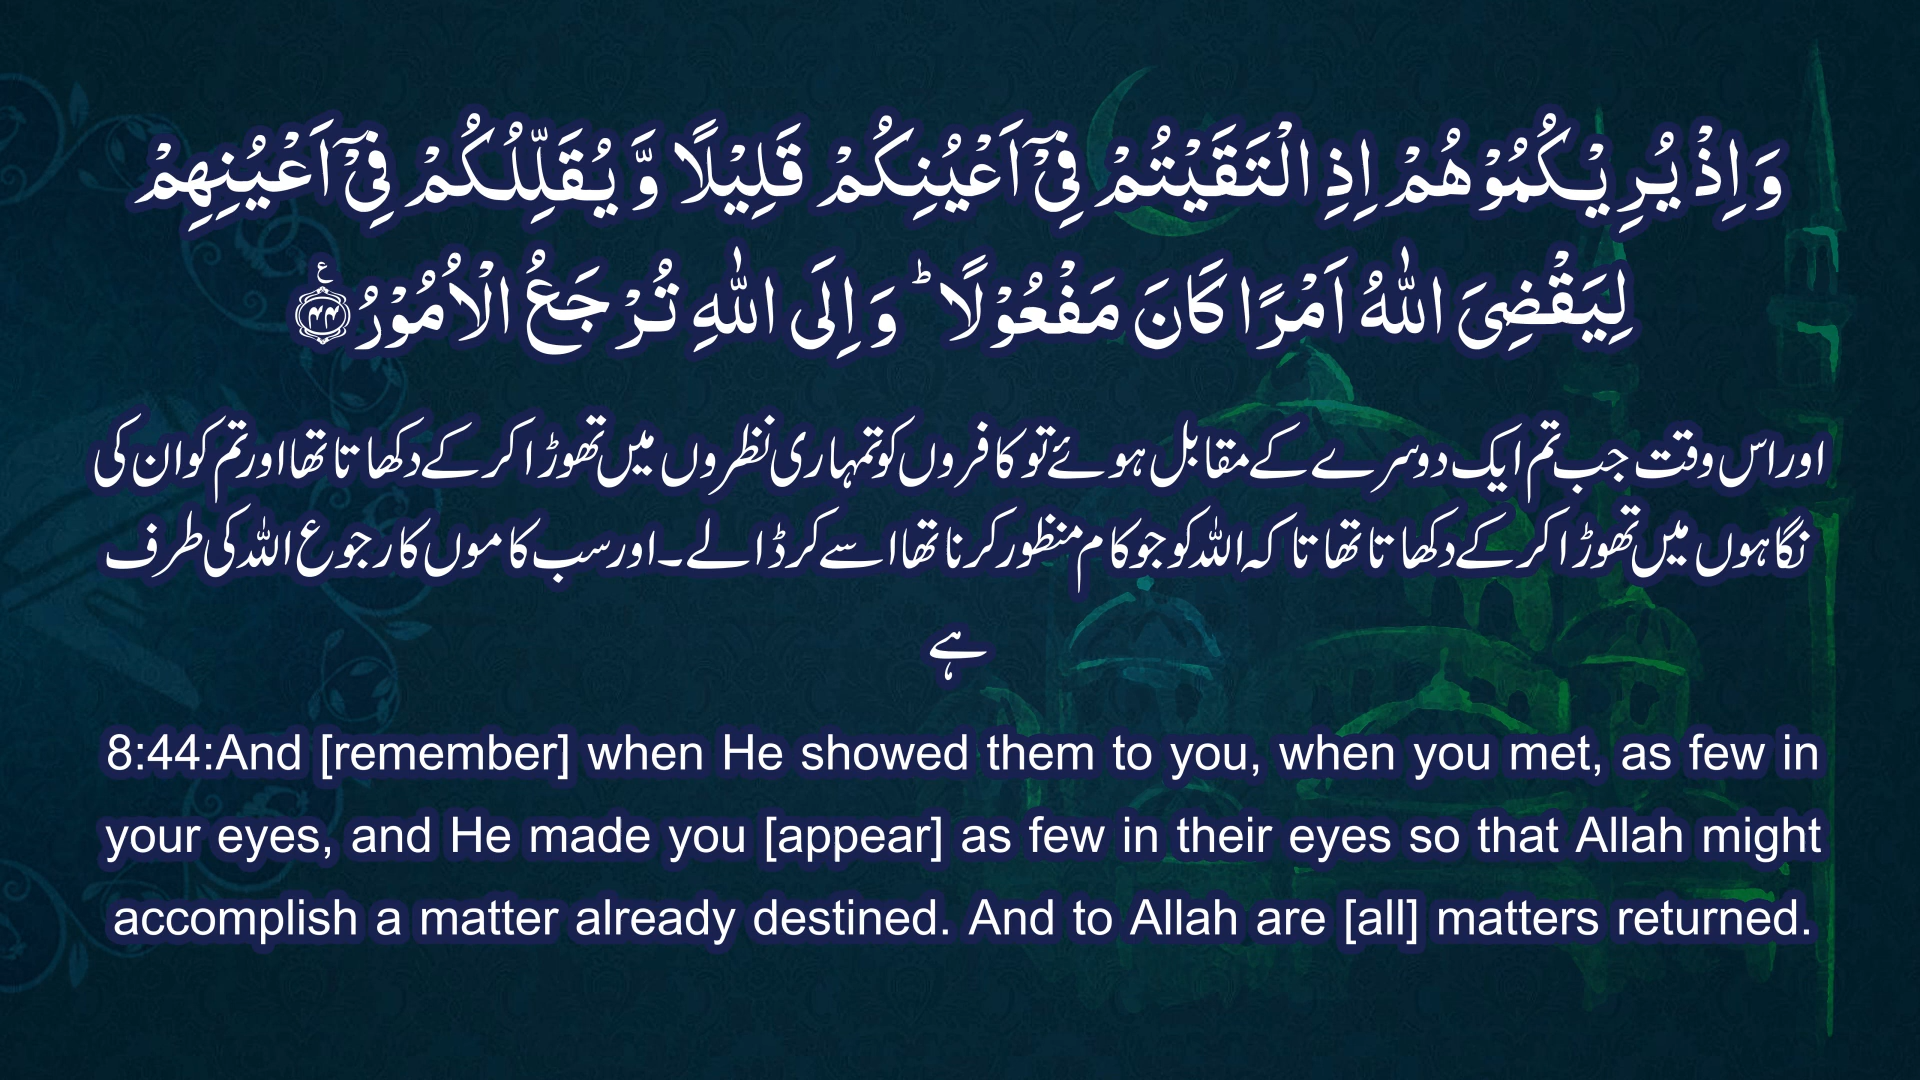 وَاِذْ يُرِيْكُمُوْهُمْ اِذِ الْتَقَيْتُمْ فِيْٓ اَعْيُنِكُمْ قَلِيْلًا وَّ يُقَلِّلُكُمْ فِيْٓ اَعْيُنِهِمْ
لِيَقْضِيَ اللّٰهُ اَمْرًا كَانَ مَفْعُوْلًا ؕ وَ اِلَى اللّٰهِ تُرْجَعُ الْاُمُوْرُ ﴿۴۴﴾ ع
اور اس وقت جب تم ایک دوسرے کے مقابل ہوئے تو کافروں کو تمہاری نظروں میں تھوڑا کر کے دکھاتا تھا اور تم کو ان کی
نگاہوں میں تھوڑا کر کے دکھاتا تھا تاکہ اللہ کو جو کام منظور کرنا تھا اسے کر ڈالے۔ اور سب کاموں کا رجوع اللہ کی طرف
ہے
8:44:And [remember] when He showed them to you, when you met, as few in
your eyes, and He made you [appear] as few in their eyes so that Allah might
accomplish a matter already destined. And to Allah are [all] matters returned.